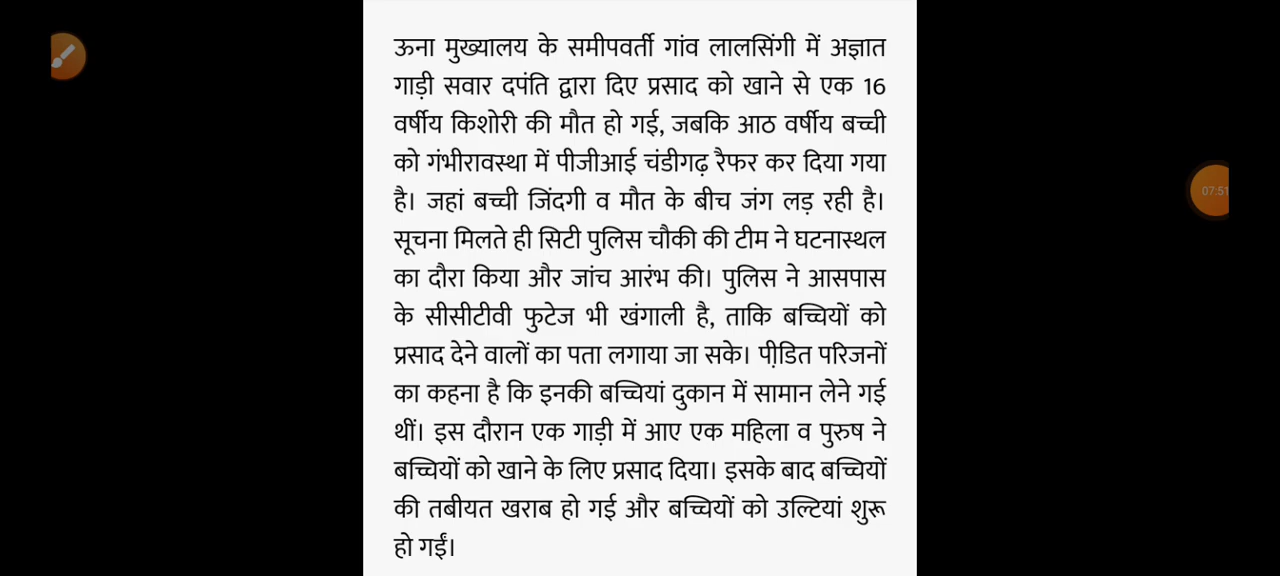 ऊना मुख्यालय के समीपवर्ती गांव लालसिंगी में अज्ञात
गाड़ी सवार दपंति द्वारा दिए प्रसाद को खाने से एक 16
वर्षीय किशोरी की मौत हो गई, जबकि आठ वर्षीय बच्ची
को गंभीरावस्था में पीजीआई चंडीगढ़ रैफर कर दिया गया
है। जहां बच्ची जिंदगी व मौत के बीच जंग लड़ रही है।
सूचना मिलते ही सिटी पुलिस चौकी की टीम ने घटनास्थल
का दौरा किया और जांच आरंभ की। पुलिस ने आसपास
के सीसीटीवी फुटेज भी खंगाली है, ताकि बच्चियों को
प्रसाद देने वालों का पता लगाया जा सके। पी़डित परिजनों
का कहना है कि इनकी बच्चियां दुकान में सामान लेने गई
थीं। इस दौरान एक गाड़ी में आए एक महिला व पुरुष ने
बच्चियों को खाने के लिए प्रसाद दिया। इसके बाद बच्चियों
की तबीयत खराब हो गई और बच्चियों को उल्टियां शुरू
हो गईं।
07:51